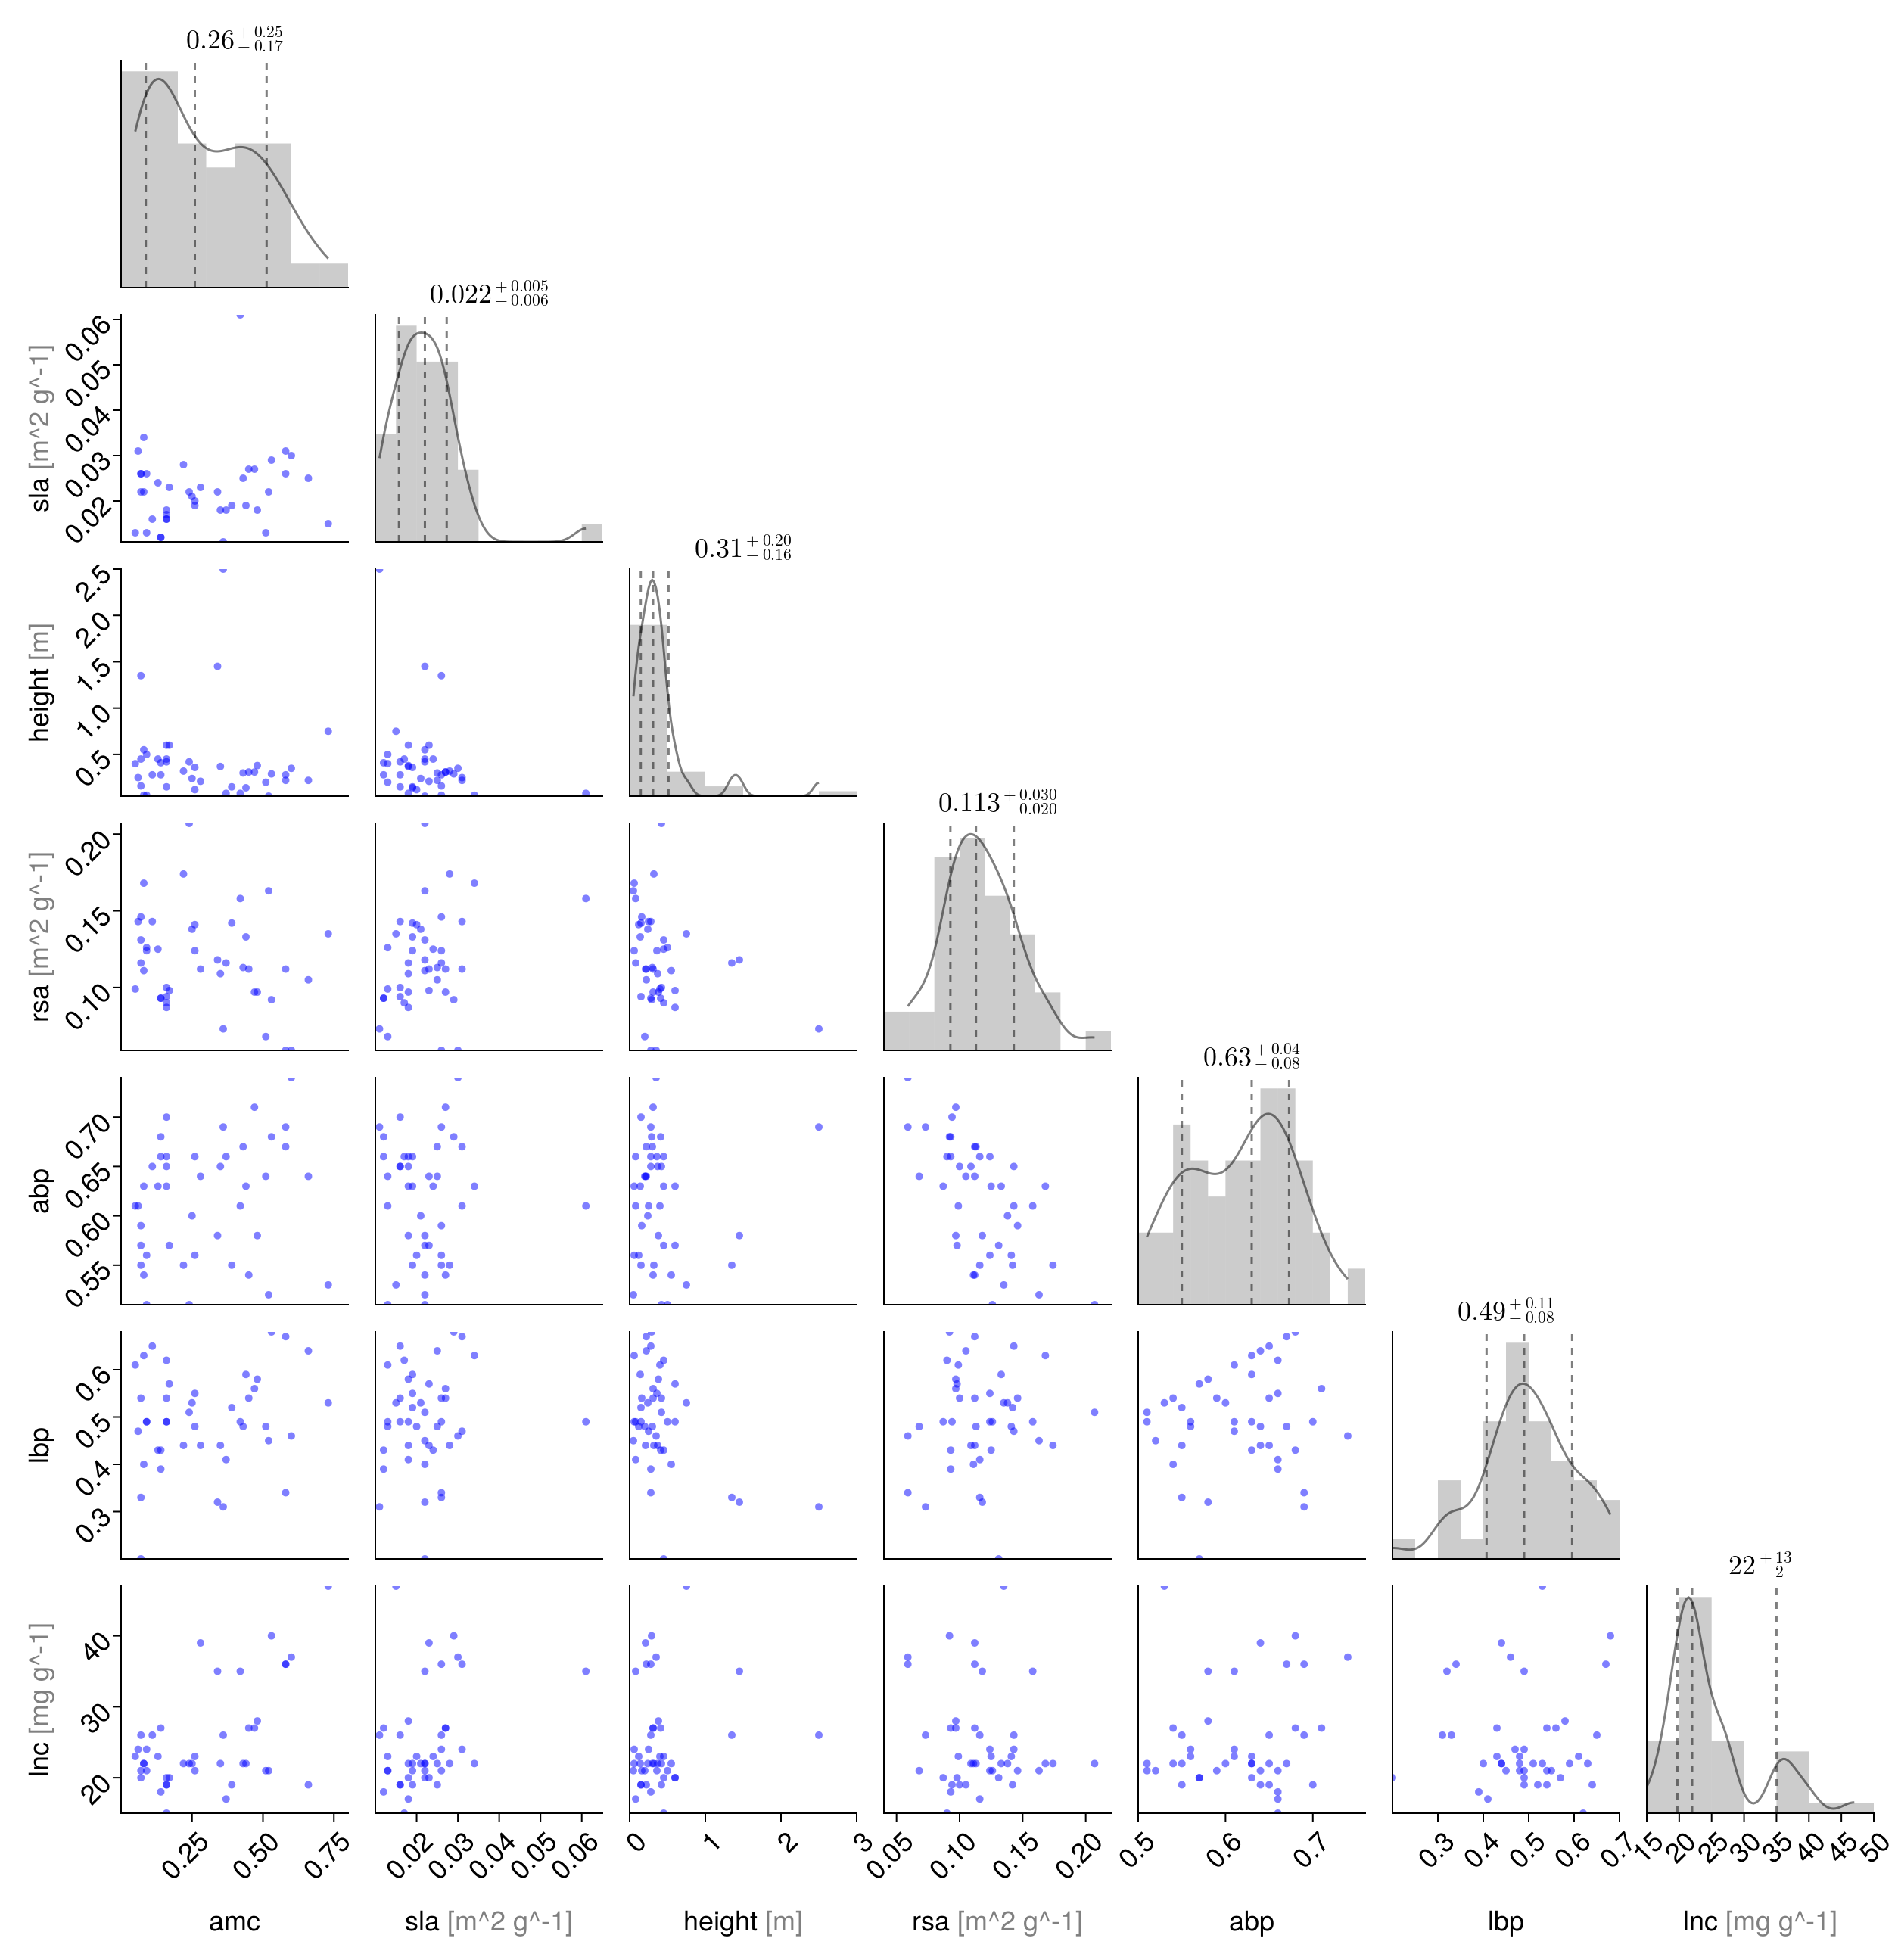 0.26 +0.25 −0.17
0.022 +0.005 −0.006
sla [m^2 g^-1]
0.06
0.05
0.04
0.03
0.02
0.31 +0.20 −0.16
height [m]
2.5
2.0
1.5
1.0
0.5
0.113 +0.030 −0.020
rsa [m^2 g^-1]
0.20
0.15
0.10
0.63 +0.04 −0.08
abp
0.70
0.65
0.60
0.55
0.49 +0.11 −0.08
lbp
0.6
0.5
0.4
0.3
22 +13 −2
lnc [mg g^-1]
40
30
20
0.25 0.50 0.75 0.02 0.03 0.04 0.05 0.06 0 1 2 3 0.05 0.10 0.15 0.20 0.5 0.6 0.7 0.3 0.4 0.5 0.6 0.7 15 20 25 30 35 40 45 50
amc sla [m^2 g^-1] height [m] rsa [m^2 g^-1] abp lbp lnc [mg g^-1]